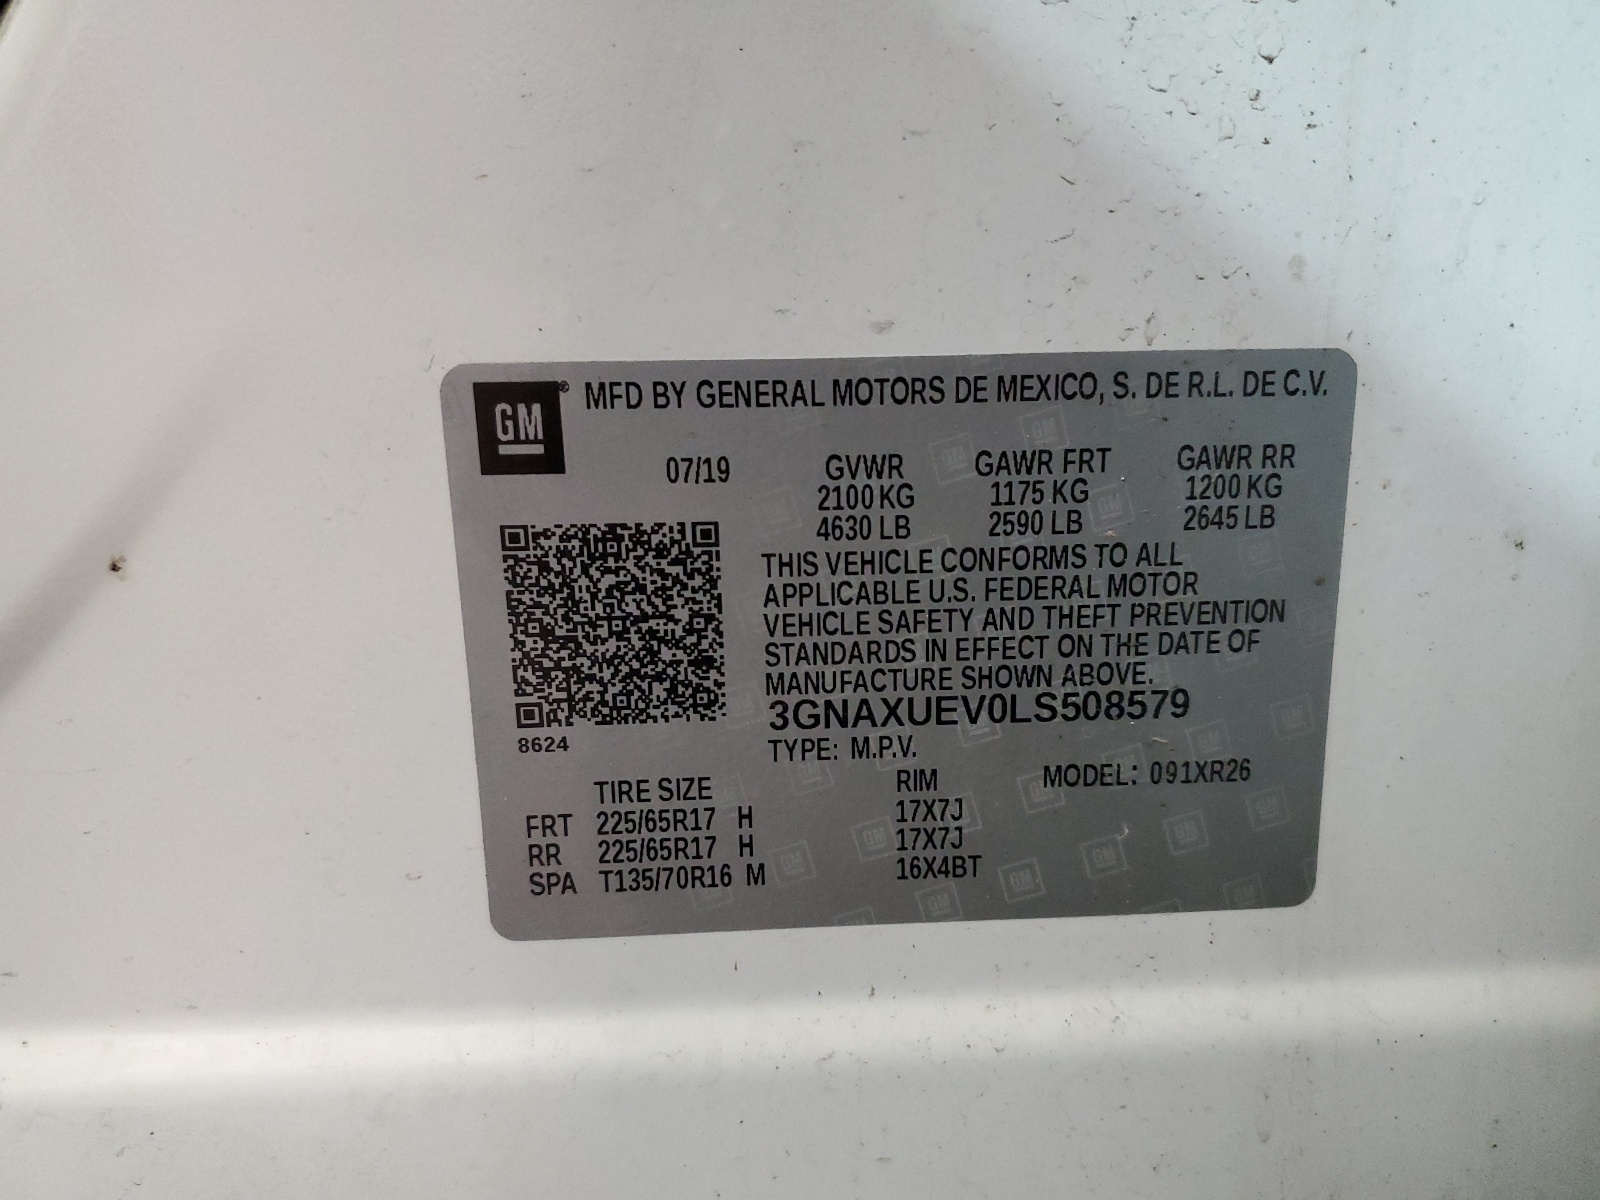 GM® MFD BY GENERAL MOTORS DE MEXICO, S. DE R.L. DE C.V.
07/19 GVWR GAWR FRT GAWR RR
2100 KG 1175 KG 1200 KG
4630 LB 2590 LB 2645 LB
THIS VEHICLE CONFORMS TO ALL
APPLICABLE U.S. FEDERAL MOTOR
VEHICLE SAFETY AND THEFT PREVENTION
STANDARDS IN EFFECT ON THE DATE OF
MANUFACTURE SHOWN ABOVE.
3GNAXUEV0LS508579
8624
TYPE: M.P.V.
MODEL: 091XR26
TIRE SIZE RIM
FRT 225/65R17 H 17X7J
RR 225/65R17 H 17X7J
SPA T135/70R16 M 16X4BT